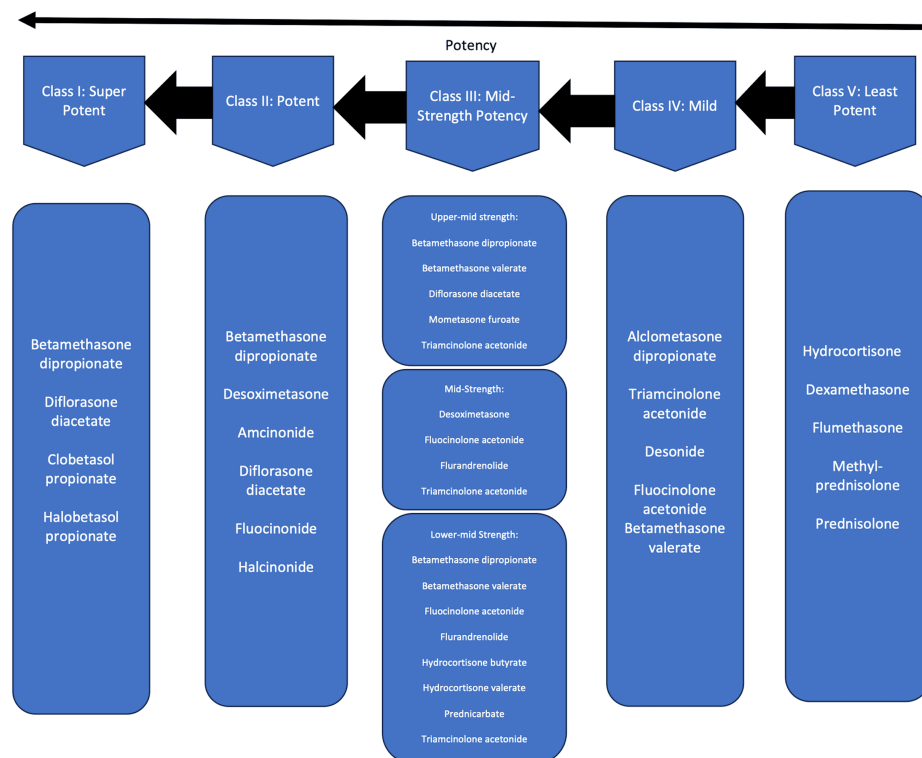 Potency
Class I: Super
Potent
Class II: Potent
Class III: Mid-
Strength Potency
Class IV: Mild
Class V: Least
Potent
Betamethasone
dipropionate
Diflorasone
diacetate
Clobetasol
propionate
Halobetasol
propionate
Betamethasone
dipropionate
Desoximetasone
Amcinonide
Diflorasone
diacetate
Fluocinonide
Halcinonide
Upper-mid strength:
Betamethasone dipropionate
Betamethasone valerate
Diflorasone diacetate
Mometasone furoate
Triamcinolone acetonide
Mid-Strength:
Desoximetasone
Fluocinolone acetonide
Flurandrenolide
Triamcinolone acetonide
Lower-mid Strength:
Betamethasone dipropionate
Betamethasone valerate
Fluocinolone acetonide
Flurandrenolide
Hydrocortisone butyrate
Hydrocortisone valerate
Prednicarbate
Triamcinolone acetonide
Alclometasone
dipropionate
Triamcinolone
acetonide
Desonide
Fluocinolone
acetonide
Betamethasone
valerate
Hydrocortisone
Dexamethasone
Flumethasone
Methyl-
prednisolone
Prednisolone